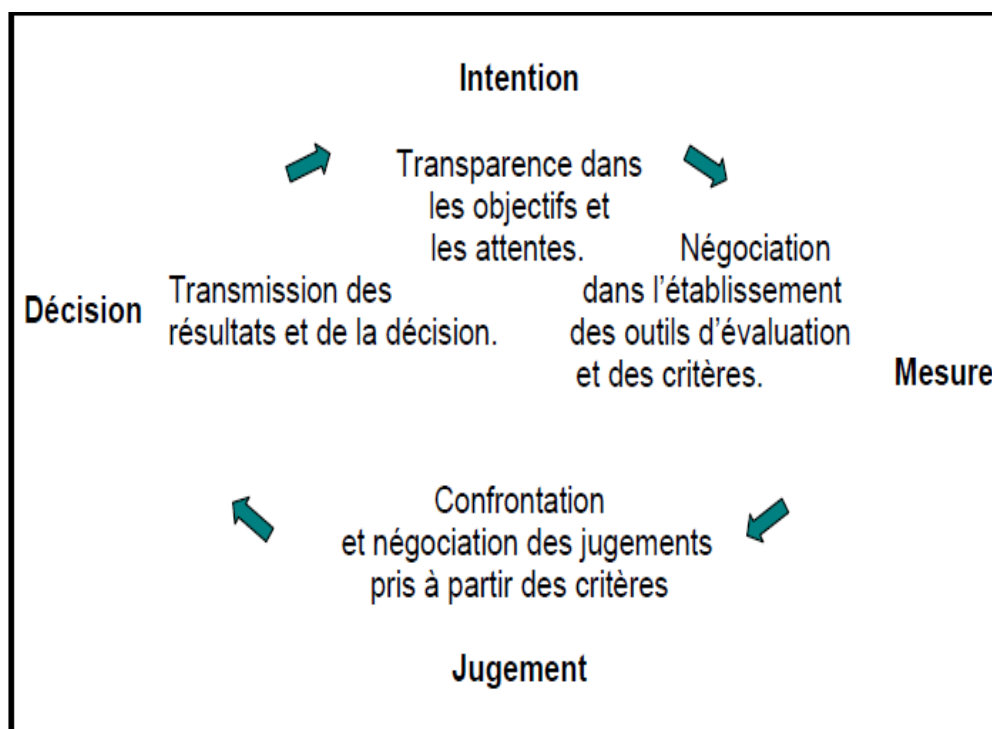 Intention
Transparence dans
les objectifs et
les attentes.
Négociation
dans l'établissement
des outils d'évaluation
et des critères.
Mesure
Confrontation
et négociation des jugements
pris à partir des critères
Jugement
Décision
Transmission des
résultats et de la décision.